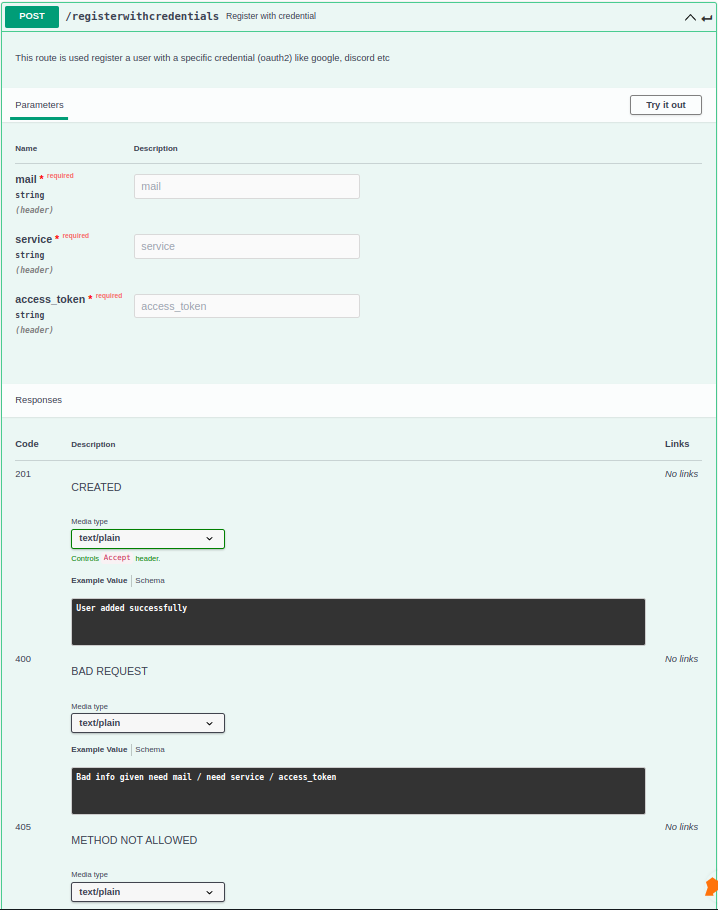 POST /registerwithcredentials Register with credential
This route is used register a user with a specific credential (oauth2) like google, discord etc
Parameters Try it out
Name Description
mail * required
string
(header)
mail
service * required
string
(header)
service
access_token * required
string
(header)
access_token
Responses
Code Description Links
201 No links
CREATED
Media type
text/plain
Controls Accept header.
Example Value Schema
User added successfully
400 No links
BAD REQUEST
Media type
text/plain
Example Value Schema
Bad info given need mail / need service / access_token
405 No links
METHOD NOT ALLOWED
Media type
text/plain